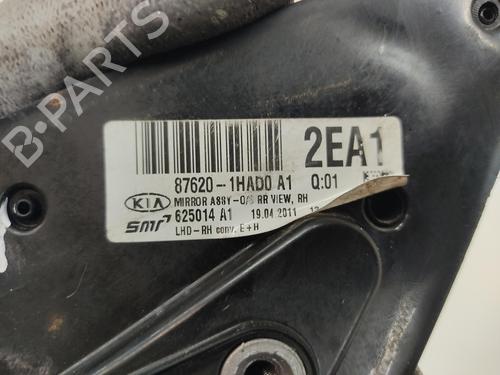 B-PARTS
2EA1
87620-1HAD0 A1 Q:01
KIA MIRROR ASSY-O/S RR VIEW, RH
smr 625014 A1 19.04.2011
LHD-RH conv. E+H